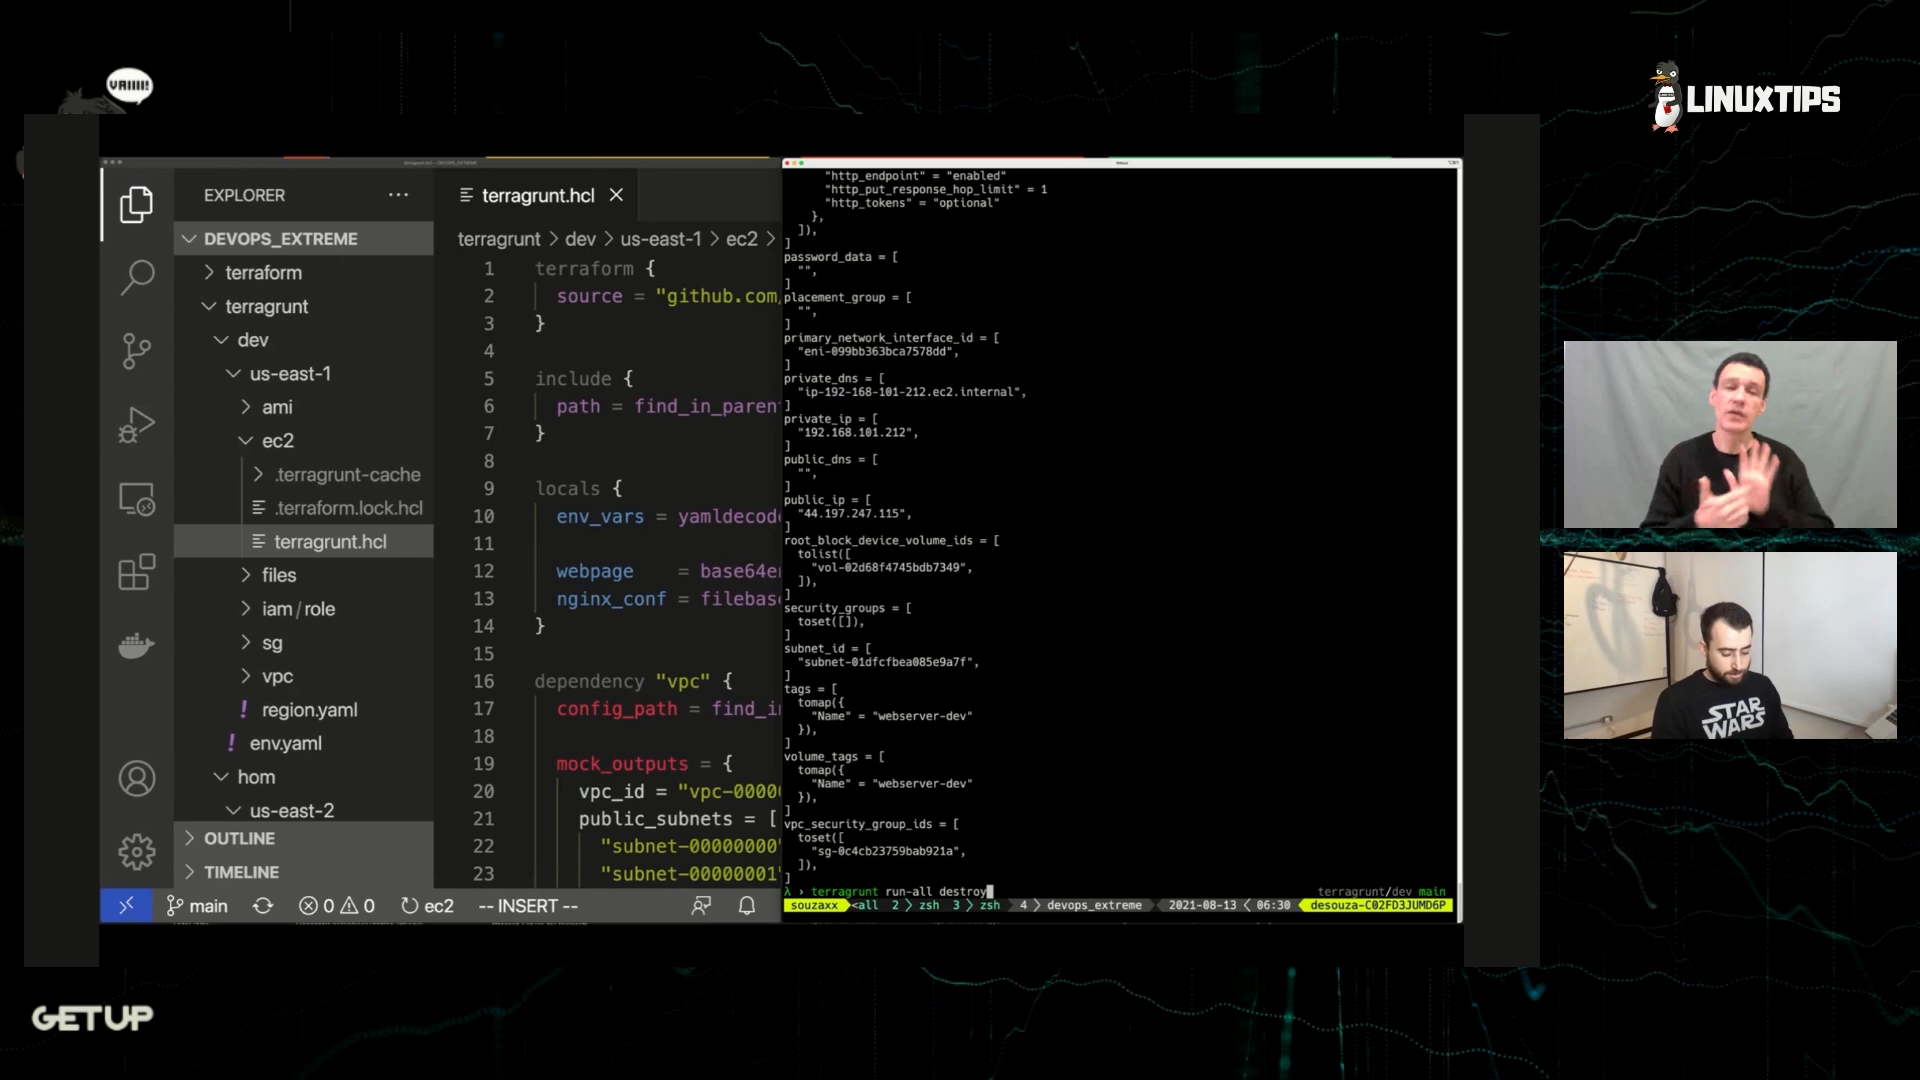 VAIIII!
LINUXTIPS
EXPLORER
DEVOPS_EXTREME
terraform
terragrunt
dev
us-east-1
ami
ec2
.terragrunt-cache
.terraform.lock.hcl
terragrunt.hcl
files
iam/role
sg
vpc
! region.yaml
! env.yaml
hom
us-east-2
OUTLINE
TIMELINE
terragrunt.hcl
terragrunt > dev > us-east-1 > ec2 >
1 terraform {
2 source = "github.com
3 }
4
5 include {
6 path = find_in_paren
7 }
8
9 locals {
10 env_vars = yamldecod
11
12 webpage = base64e
13 nginx_conf = filebas
14 }
15
16 dependency "vpc" {
17 config_path = find_i
18
19 mock_outputs = {
20 vpc_id = "vpc-0000
21 public_subnets = [
22 "subnet-00000000
23 "subnet-00000001
main 0 0 ec2 -- INSERT --
"http_endpoint" = "enabled"
"http_put_response_hop_limit" = 1
"http_tokens" = "optional"
},
]),
]
password_data = [
"",
]
placement_group = [
"",
]
primary_network_interface_id = [
"eni-099bb363bca7578dd",
]
private_dns = [
"ip-192-168-101-212.ec2.internal",
]
private_ip = [
"192.168.101.212",
]
public_dns = [
"",
]
public_ip = [
"44.197.247.115",
]
root_block_device_volume_ids = [
tolist([
"vol-02d68f4745bdb7349",
]),
]
security_groups = [
toset([]),
]
subnet_id = [
"subnet-01dfcfbea085e9a7f",
]
tags = [
tomap({
"Name" = "webserver-dev"
}),
]
volume_tags = [
tomap({
"Name" = "webserver-dev"
}),
]
vpc_security_group_ids = [
toset([
"sg-0c4cb23759bab921a",
]),
]
λ › terragrunt run-all destroy terragrunt/dev main
souzaxx <all 2 > zsh 3 > zsh 4 > devops_extreme 2021-08-13 < 06:30 desouza-C02FD3JUMD6P
STAR
WARS
GETUP